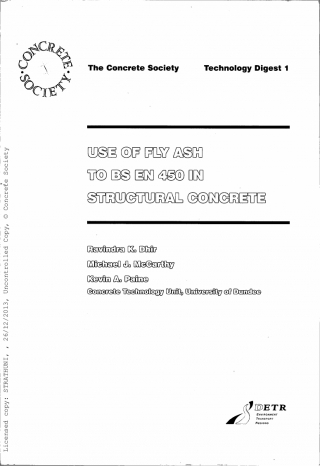 CONCRETE
SOCIETY
The Concrete Society Technology Digest 1
USE OF FLY ASH
TO BS EN 450 IN
STRUCTURAL CONCRETE
Ravindra K. Dhir
Michael J. McCarthy
Kevin A. Paine
Concrete Technology Unit, University of Dundee
DETR
ENVIRONMENT
TRANSPORT
REGIONS
Licensed copy: STRATHUNI, , 26/12/2013, Uncontrolled Copy, © Concrete Society